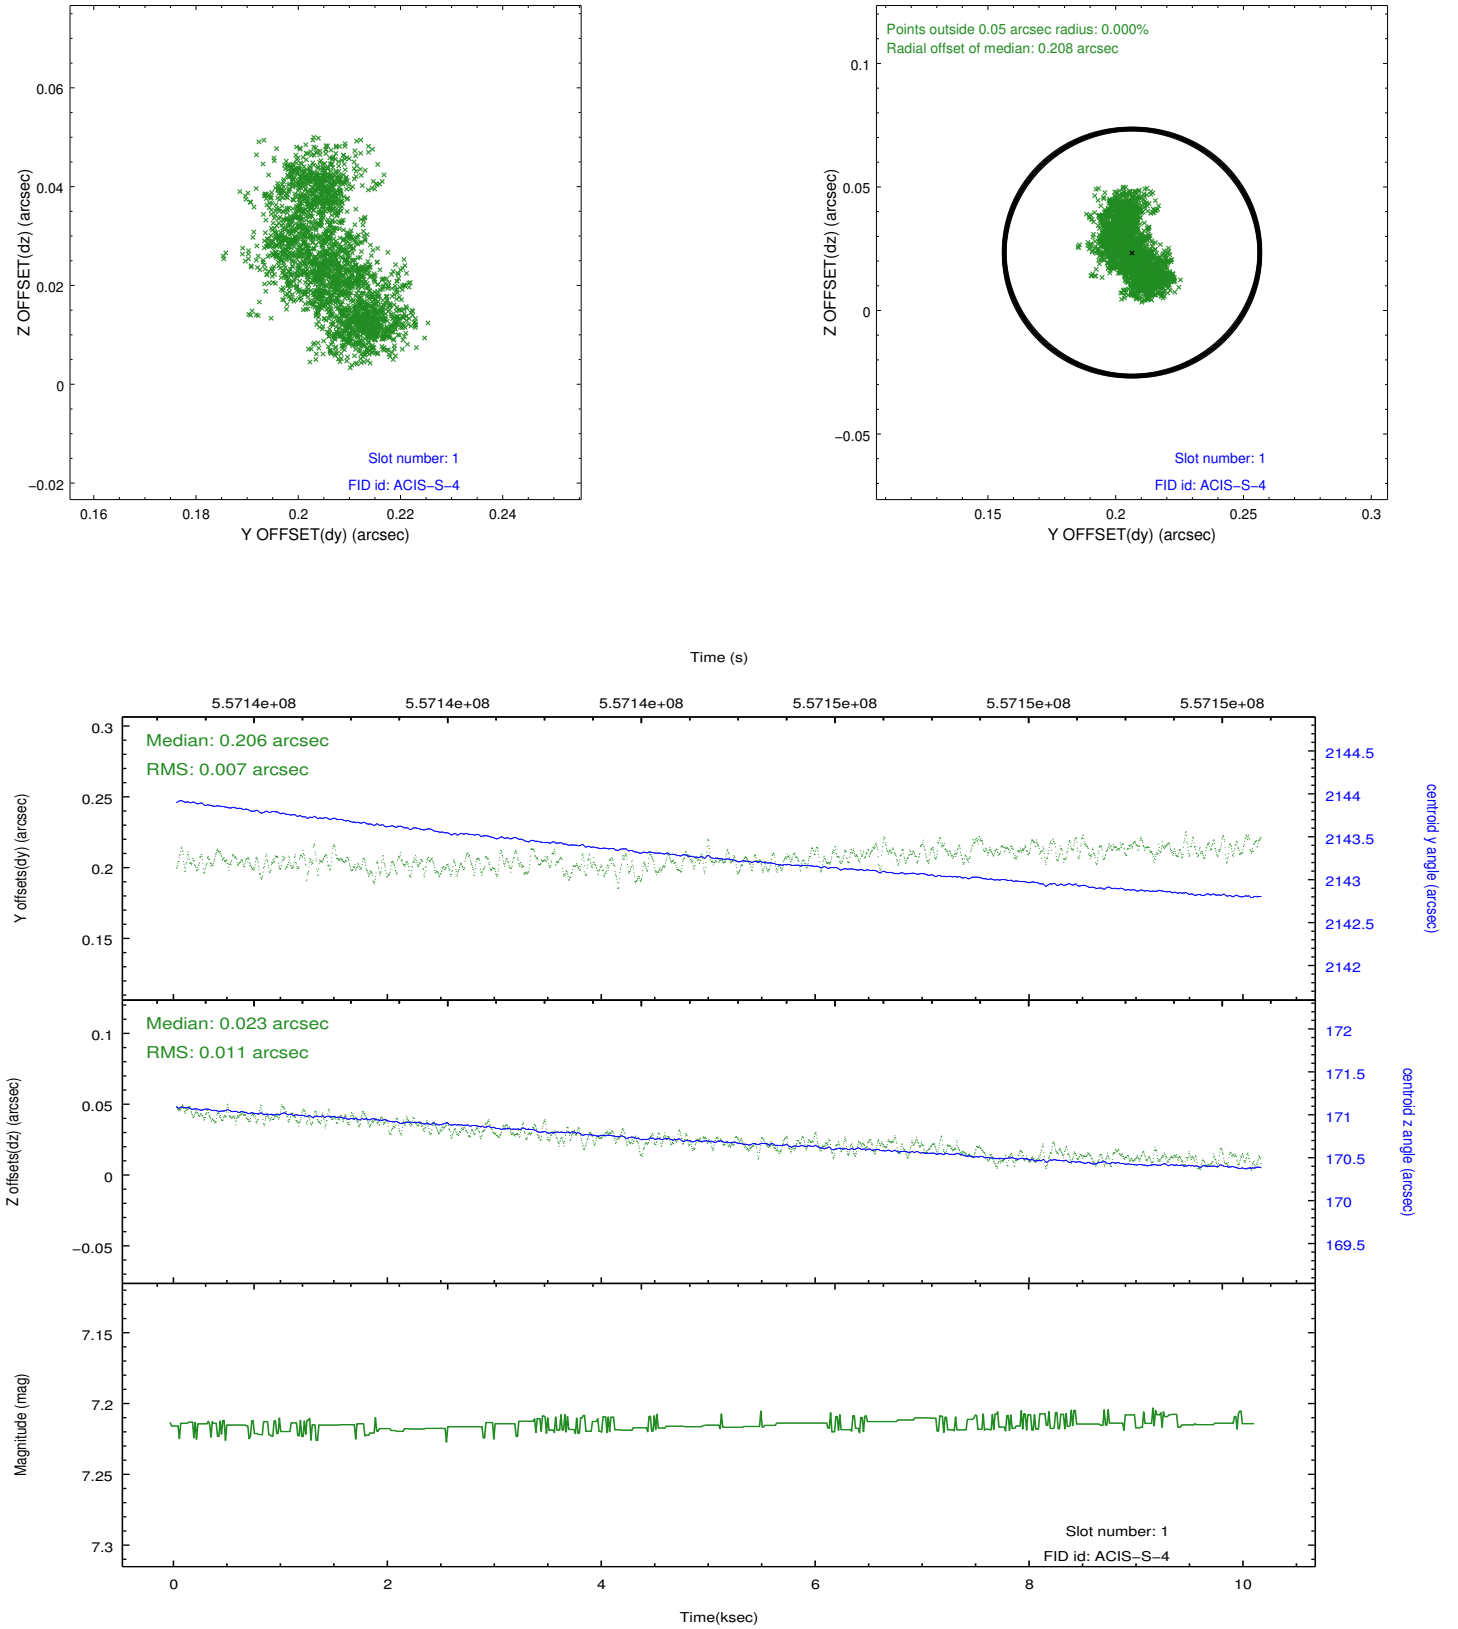 0.06
0.04
0.02
0
−0.02
Z OFFSET(dz) (arcsec)
Slot number: 1
FID id: ACIS−S−4
0.16
0.18
0.2
0.22
0.24
Y OFFSET(dy) (arcsec)
Points outside 0.05 arcsec radius: 0.000%
Radial offset of median: 0.208 arcsec
0.1
0.05
0
−0.05
Z OFFSET(dz) (arcsec)
Slot number: 1
FID id: ACIS−S−4
0.15
0.2
0.25
0.3
Y OFFSET(dy) (arcsec)
Time (s)
5.5714e+08
5.5714e+08
5.5714e+08
5.5715e+08
5.5715e+08
5.5715e+08
Median: 0.206 arcsec
RMS: 0.007 arcsec
0.3
0.25
0.2
0.15
Y offsets(dy) (arcsec)
2144.5
2144
2143.5
2143
2142.5
2142
centroid y angle (arcsec)
Median: 0.023 arcsec
RMS: 0.011 arcsec
0.1
0.05
0
−0.05
Z offsets(dz) (arcsec)
172
171.5
171
170.5
170
169.5
centroid z angle (arcsec)
7.15
7.2
7.25
7.3
Magnitude (mag)
Slot number: 1
FID id: ACIS−S−4
0
2
4
6
8
10
Time(ksec)